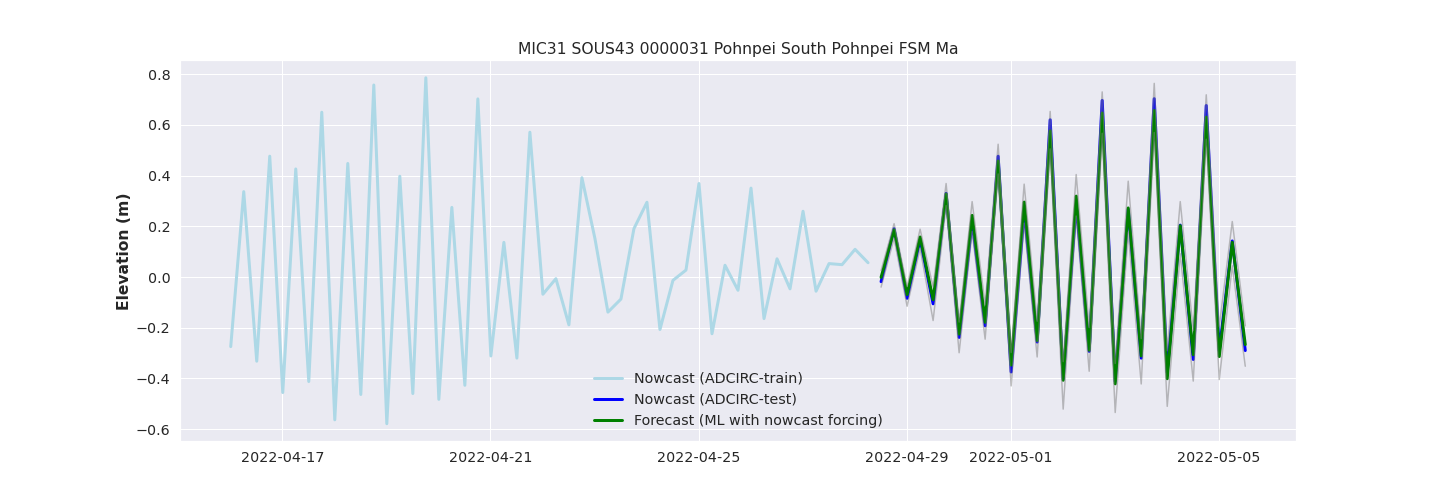 MIC31 SOUS43 0000031 Pohnpei South Pohnpei FSM Ma
Elevation (m)
0.8
0.6
0.4
0.2
0.0
−0.2
−0.4
−0.6
Nowcast (ADCIRC-train)
Nowcast (ADCIRC-test)
Forecast (ML with nowcast forcing)
2022-04-17 2022-04-21 2022-04-25 2022-04-29 2022-05-01 2022-05-05